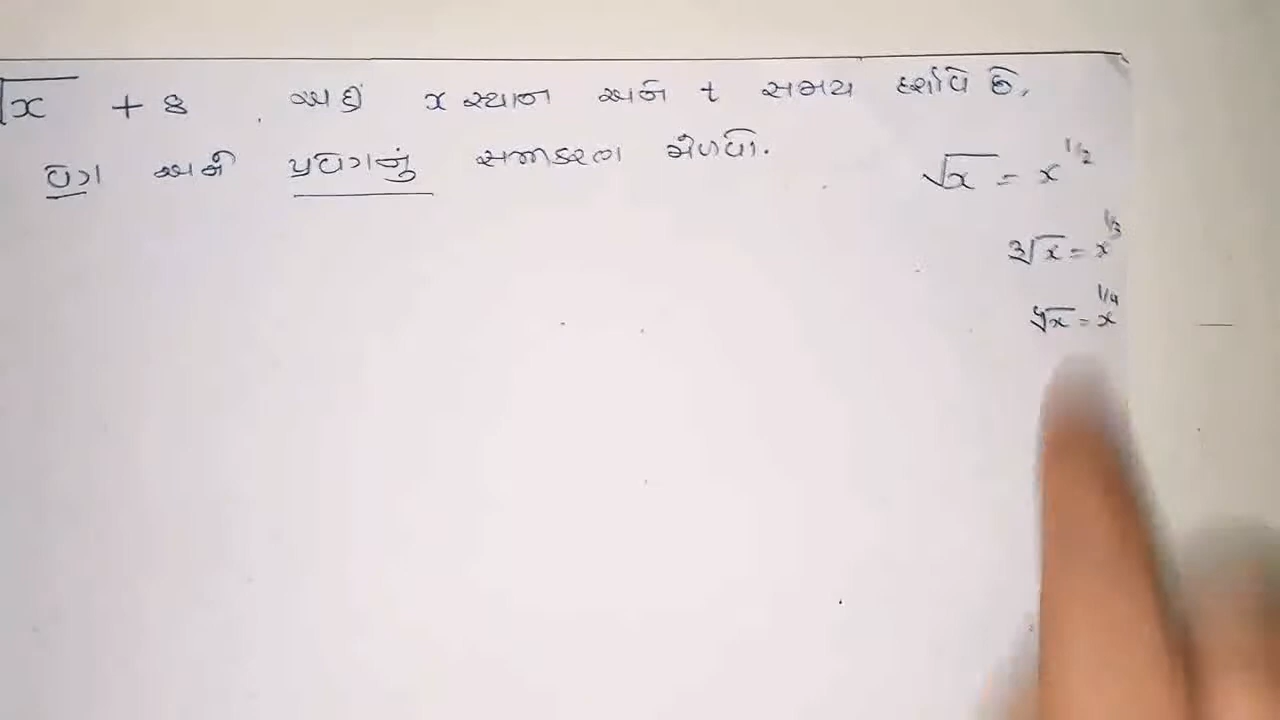 √x + 8 . અહીં x સ્થાન અને t સમય દર્શાવે છે,
વેગ અને પ્રવેગનું સમીકરણ મેળવો.
√x = x^1/2
3√x = x^1/3
4√x = x^1/4